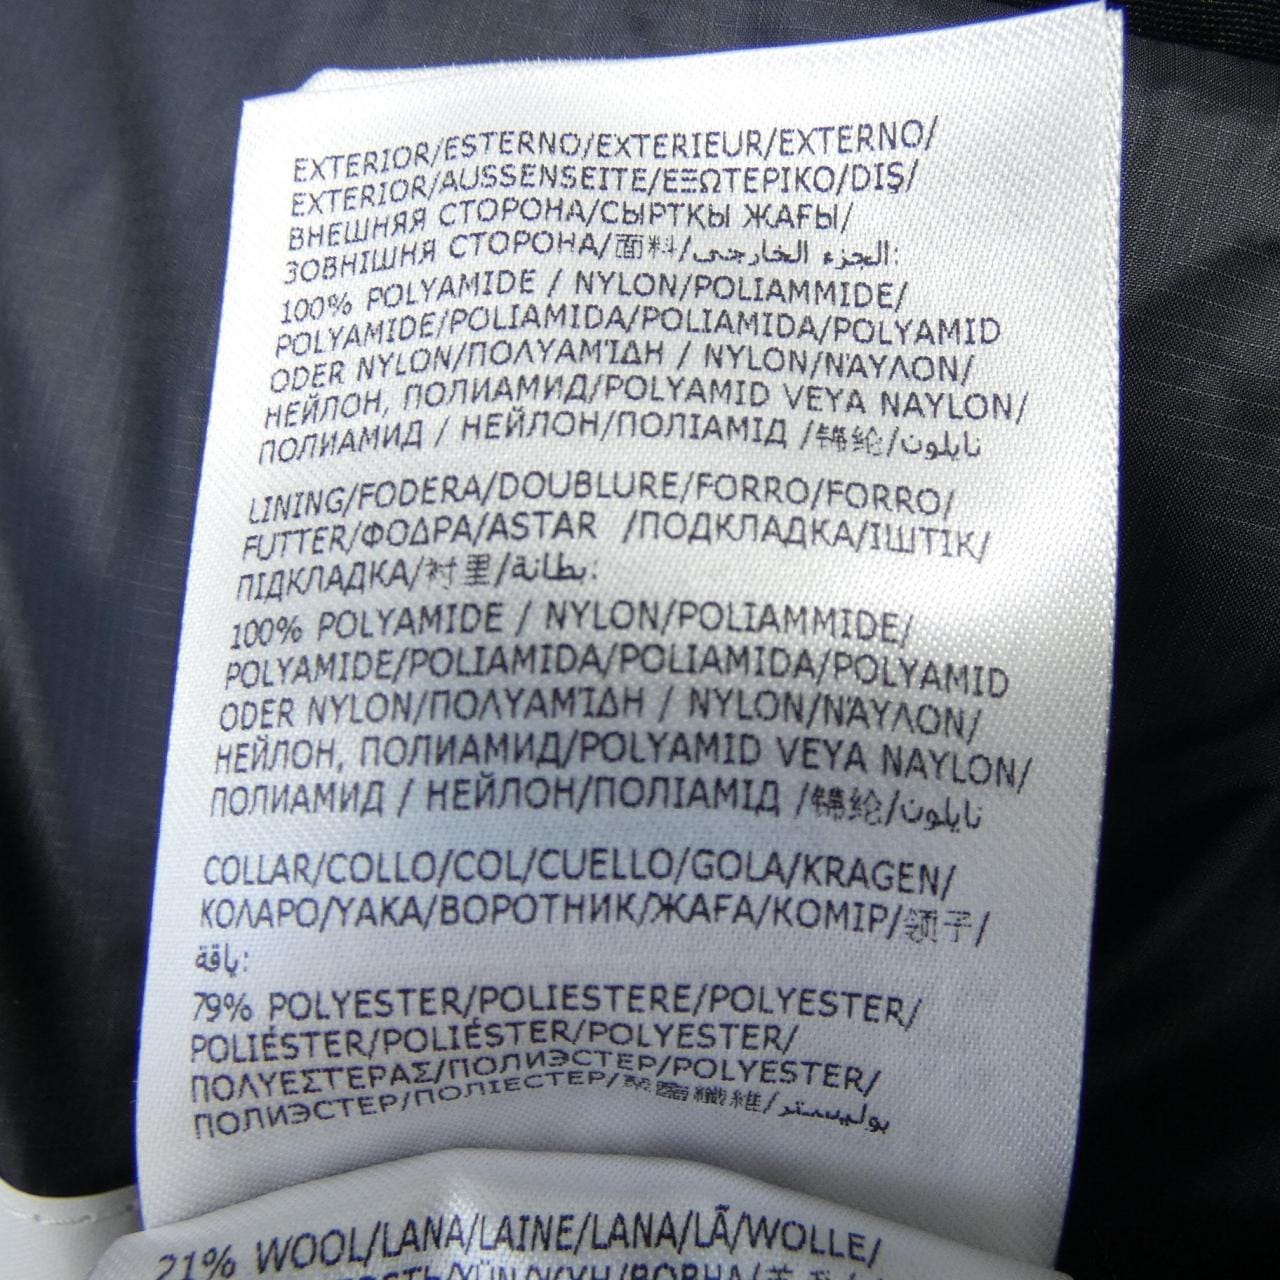 EXTERIOR/ESTERNO/EXTERIEUR/EXTERNO/
EXTERIOR/AUSSENSEITE/ΕΞΩΤΕΡΙΚΟ/DIŞ/
ВНЕШНЯЯ СТОРОНА/СЫРТҚЫ ЖАҒЫ/
ЗОВНІШНЯ СТОРОНА/面料/الجزء الخارجي:
100% POLYAMIDE / NYLON/POLIAMMIDE/
POLYAMIDE/POLIAMIDA/POLIAMIDA/POLYAMID
ODER NYLON/ΠΟΛΥΑΜΊΔΗ / NYLON/ΝΆΥΛΟΝ/
НЕЙЛОН, ПОЛИАМИД/POLYAMID VEYA NAYLON/
ПОЛИАМИД / НЕЙЛОН/ПОЛІАМІД /锦纶/نايلون
LINING/FODERA/DOUBLURE/FORRO/FORRO/
FUTTER/ΦΟΔΡΑ/ASTAR /ПОДКЛАДКА/ІШТІК/
ПІДКЛАДКА/衬里/بطانة:
100% POLYAMIDE / NYLON/POLIAMMIDE/
POLYAMIDE/POLIAMIDA/POLIAMIDA/POLYAMID
ODER NYLON/ΠΟΛΥΑΜΊΔΗ / NYLON/ΝΆΥΛΟΝ/
НЕЙЛОН, ПОЛИАМИД/POLYAMID VEYA NAYLON/
ПОЛИАМИД / НЕЙЛОН/ПОЛІАМІД /锦纶/نايلون
COLLAR/COLLO/COL/CUELLO/GOLA/KRAGEN/
ΚΟΛΑΡΟ/YAKA/ВОРОТНИК/ЖАҒА/КОМІР/领子/
ياقة:
79% POLYESTER/POLIESTERE/POLYESTER/
POLIÉSTER/POLIÉSTER/POLYESTER/
ΠΟΛΥΕΣΤΕΡΑΣ/ПОЛИЭСТЕР/POLYESTER/
ПОЛИЭСТЕР/ПОЛІЕСТЕР/聚酯纖維/بوليستر
21% WOOL/LANA/LAINE/LANA/LÃ/WOLLE/